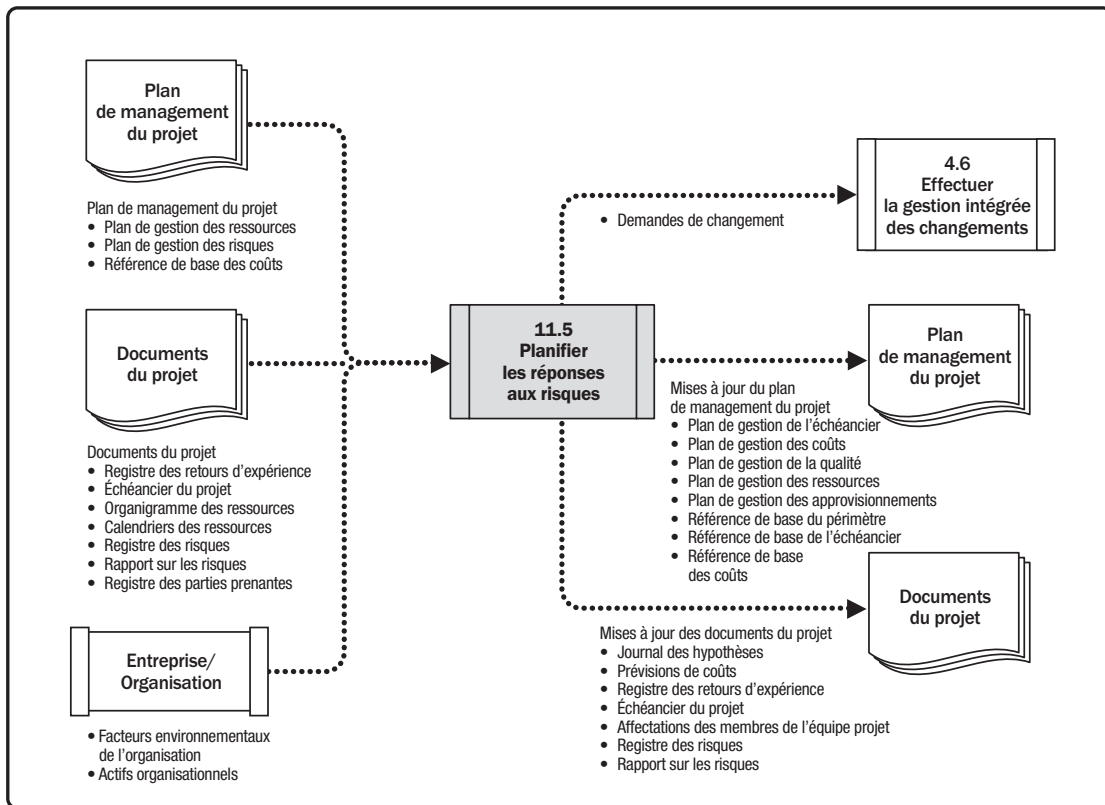 Plan
de management
du projet
Plan de management du projet
• Plan de gestion des ressources
• Plan de gestion des risques
• Référence de base des coûts
Documents
du projet
Documents du projet
• Registre des retours d’expérience
• Échéancier du projet
• Organigramme des ressources
• Calendriers des ressources
• Registre des risques
• Rapport sur les risques
• Registre des parties prenantes
Entreprise/
Organisation
• Facteurs environnementaux
de l’organisation
• Actifs organisationnels
11.5
Planifier
les réponses
aux risques
• Demandes de changement
4.6
Effectuer
la gestion intégrée
des changements
Mises à jour du plan
de management du projet
• Plan de gestion de l’échéancier
• Plan de gestion des coûts
• Plan de gestion de la qualité
• Plan de gestion des ressources
• Plan de gestion des approvisionnements
• Référence de base du périmètre
• Référence de base de l’échéancier
• Référence de base
des coûts
Plan
de management
du projet
Mises à jour des documents du projet
• Journal des hypothèses
• Prévisions de coûts
• Registre des retours d’expérience
• Échéancier du projet
• Affectations des membres de l’équipe projet
• Registre des risques
• Rapport sur les risques
Documents
du projet